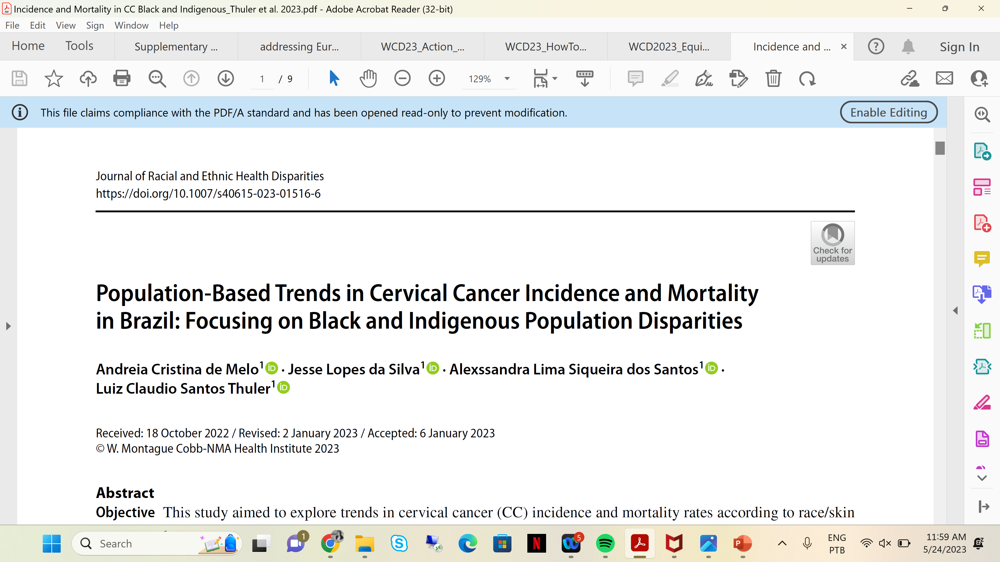 Incidence and Mortality in CC Black and Indigenous_Thuler et al. 2023.pdf - Adobe Acrobat Reader (32-bit)
File Edit View Sign Window Help
Home Tools Supplementary ... addressing Eur... WCD23_Action_... WCD23_HowTo... WCD2023_Equi... Incidence and ... Sign In
1 / 9 129%
This file claims compliance with the PDF/A standard and has been opened read-only to prevent modification. Enable Editing
Journal of Racial and Ethnic Health Disparities
https://doi.org/10.1007/s40615-023-01516-6
Check for
updates
Population-Based Trends in Cervical Cancer Incidence and Mortality
in Brazil: Focusing on Black and Indigenous Population Disparities
Andreia Cristina de Melo¹ iD · Jesse Lopes da Silva¹ iD · Alexssandra Lima Siqueira dos Santos¹ iD ·
Luiz Claudio Santos Thuler¹ iD
Received: 18 October 2022 / Revised: 2 January 2023 / Accepted: 6 January 2023
© W. Montague Cobb-NMA Health Institute 2023
Abstract
Objective This study aimed to explore trends in cervical cancer (CC) incidence and mortality rates according to race/skin
Search 1 5 ENG 11:59 AM
PTB 5/24/2023